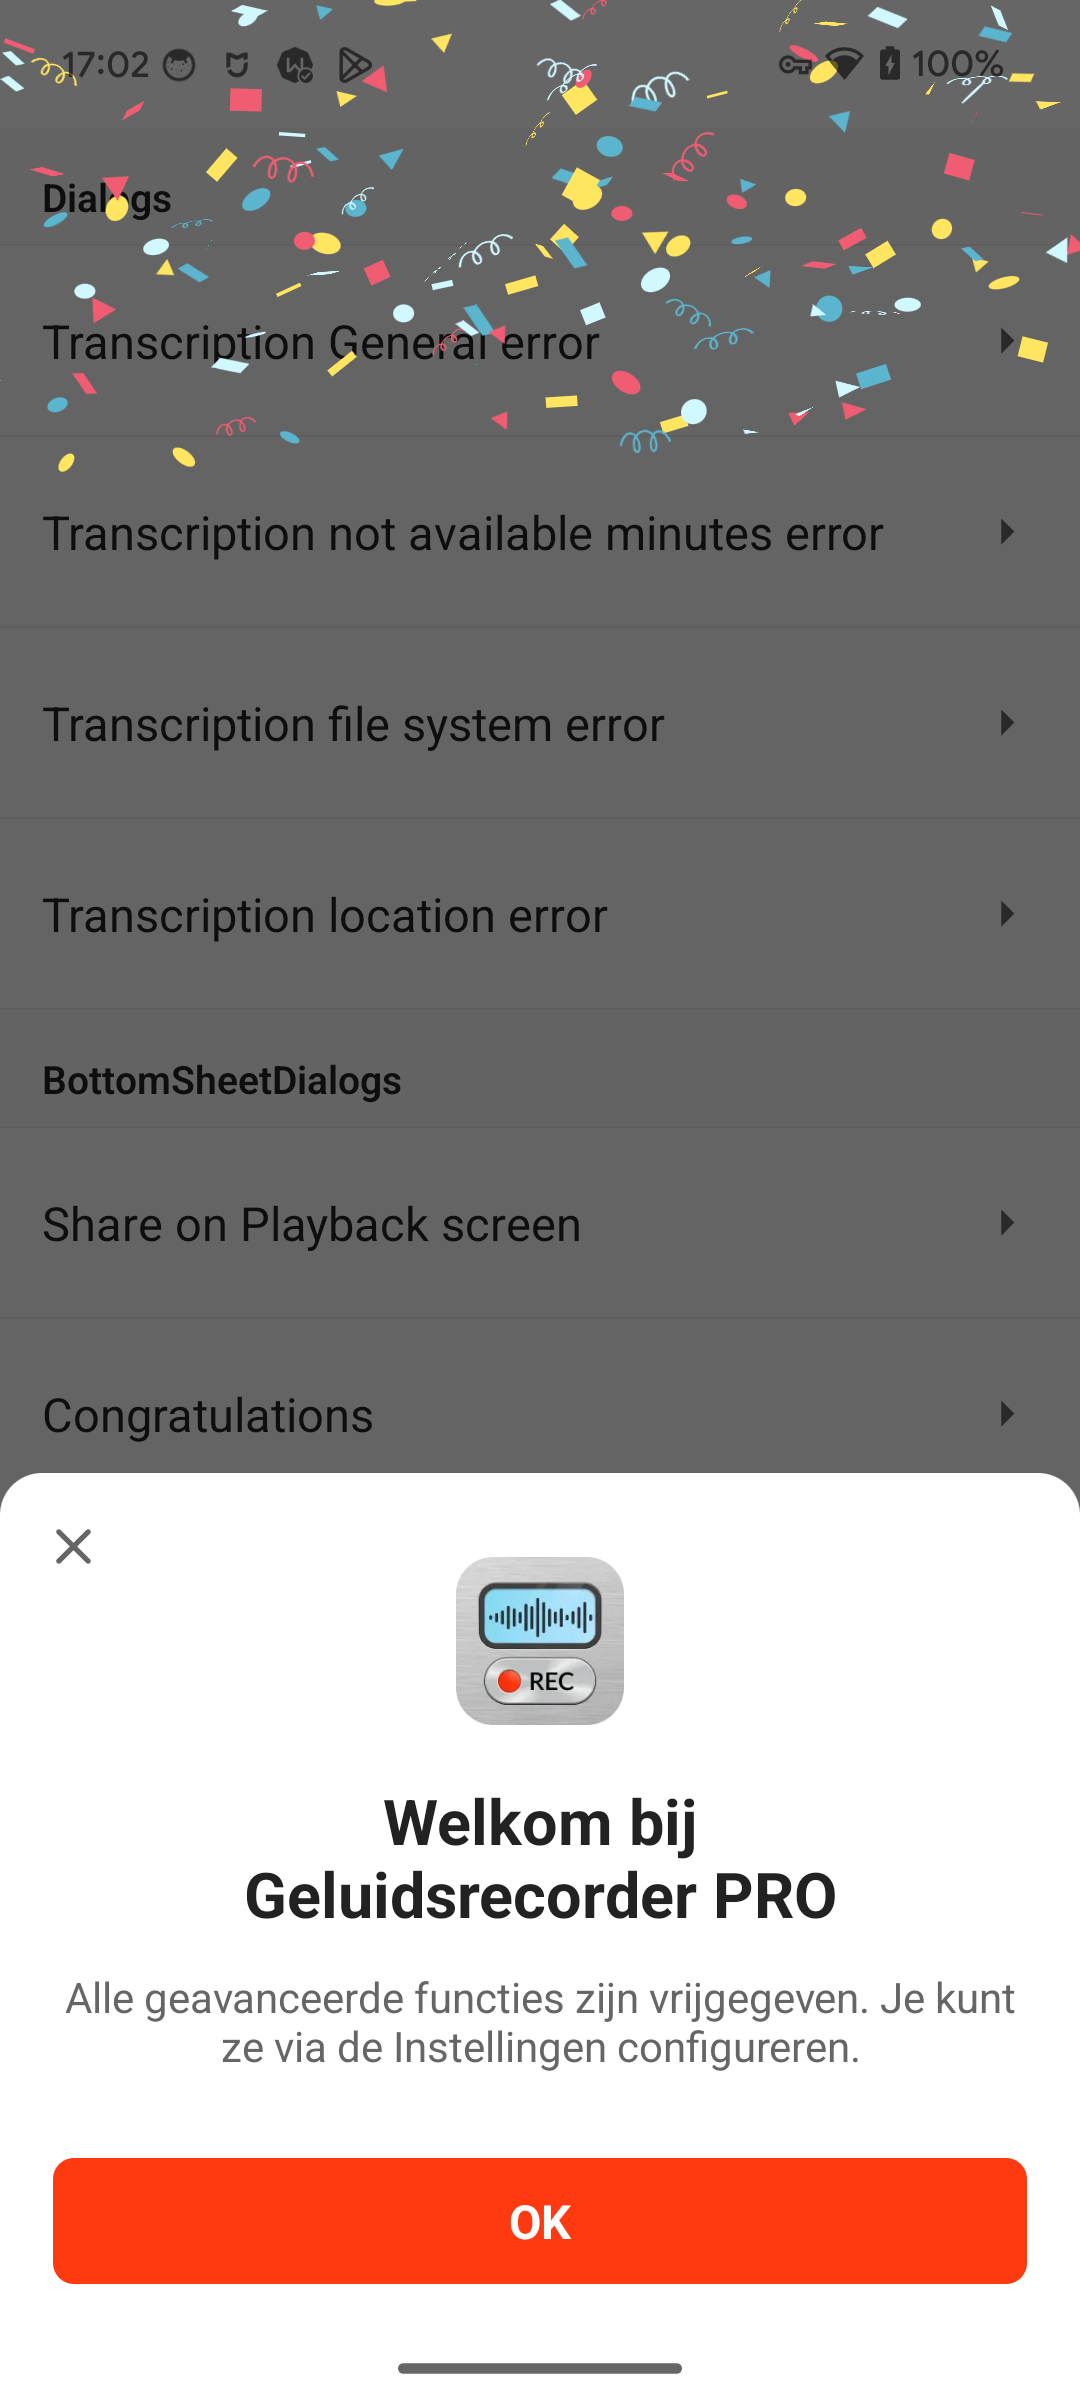 17:02
100%
Dialogs
Transcription General error
Transcription not available minutes error
Transcription file system error
Transcription location error
BottomSheetDialogs
Share on Playback screen
Congratulations
REC
Welkom bij
Geluidsrecorder PRO
Alle geavanceerde functies zijn vrijgegeven. Je kunt
ze via de Instellingen configureren.
OK